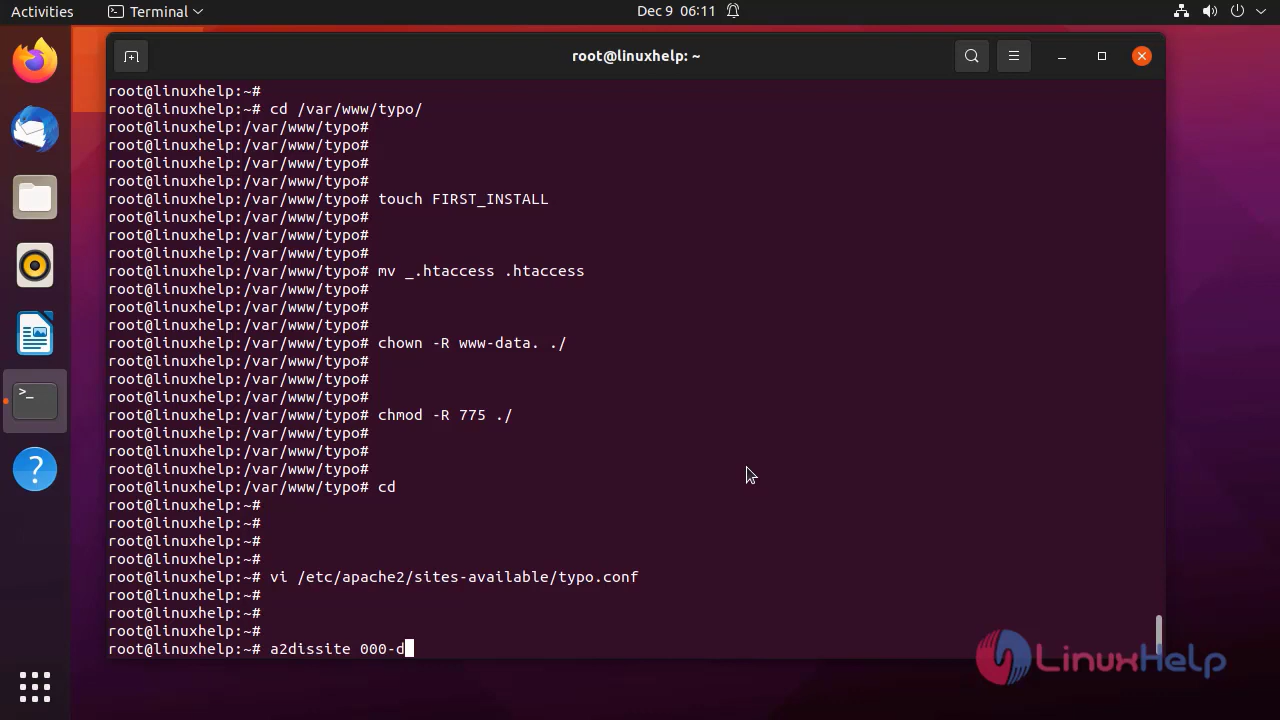 Activities
Terminal
Dec 9 06:11
root@linuxhelp: ~
root@linuxhelp:~#
root@linuxhelp:~# cd /var/www/typo/
root@linuxhelp:/var/www/typo#
root@linuxhelp:/var/www/typo#
root@linuxhelp:/var/www/typo#
root@linuxhelp:/var/www/typo#
root@linuxhelp:/var/www/typo# touch FIRST_INSTALL
root@linuxhelp:/var/www/typo#
root@linuxhelp:/var/www/typo#
root@linuxhelp:/var/www/typo#
root@linuxhelp:/var/www/typo# mv _.htaccess .htaccess
root@linuxhelp:/var/www/typo#
root@linuxhelp:/var/www/typo#
root@linuxhelp:/var/www/typo#
root@linuxhelp:/var/www/typo# chown -R www-data. ./
root@linuxhelp:/var/www/typo#
root@linuxhelp:/var/www/typo#
root@linuxhelp:/var/www/typo#
root@linuxhelp:/var/www/typo# chmod -R 775 ./
root@linuxhelp:/var/www/typo#
root@linuxhelp:/var/www/typo#
root@linuxhelp:/var/www/typo#
root@linuxhelp:/var/www/typo# cd
root@linuxhelp:~#
root@linuxhelp:~#
root@linuxhelp:~#
root@linuxhelp:~#
root@linuxhelp:~# vi /etc/apache2/sites-available/typo.conf
root@linuxhelp:~#
root@linuxhelp:~#
root@linuxhelp:~#
root@linuxhelp:~# a2dissite 000-d
LinuxHelp